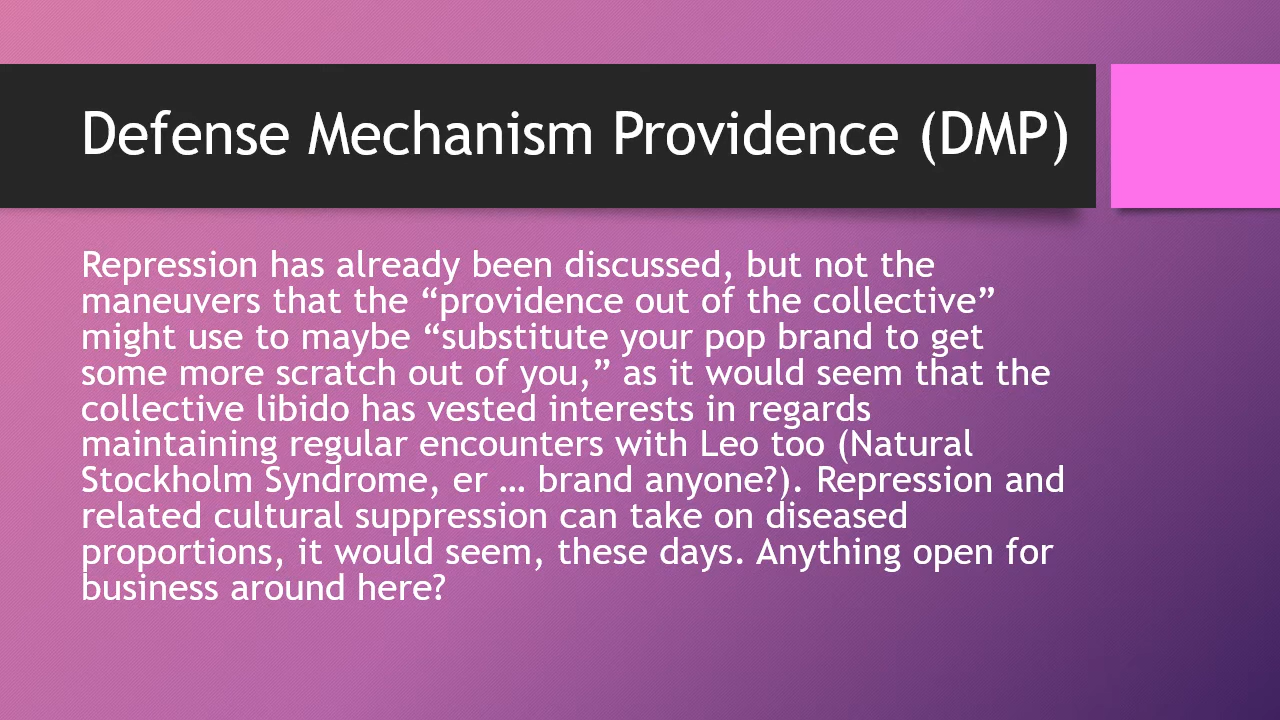 Defense Mechanism Providence (DMP)
Repression has already been discussed, but not the
maneuvers that the “providence out of the collective”
might use to maybe “substitute your pop brand to get
some more scratch out of you,” as it would seem that the
collective libido has vested interests in regards
maintaining regular encounters with Leo too (Natural
Stockholm Syndrome, er … brand anyone?). Repression and
related cultural suppression can take on diseased
proportions, it would seem, these days. Anything open for
business around here?